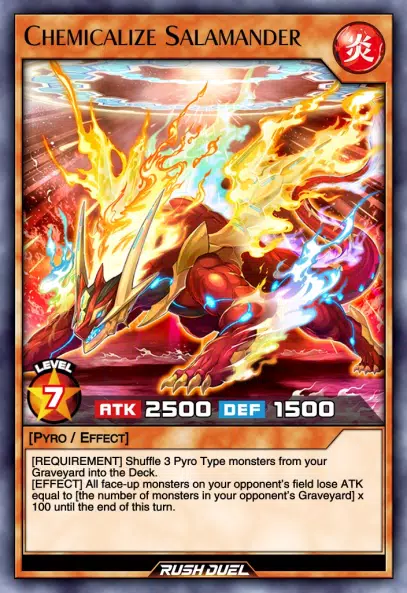 CHEMICALIZE SALAMANDER
炎
LEVEL
7
ATK 2500 DEF 1500
[PYRO / EFFECT]
[REQUIREMENT] Shuffle 3 Pyro Type monsters from your
Graveyard into the Deck.
[EFFECT] All face-up monsters on your opponent's field lose ATK
equal to [the number of monsters in your opponent's Graveyard] x
100 until the end of this turn.
RUSH DUEL